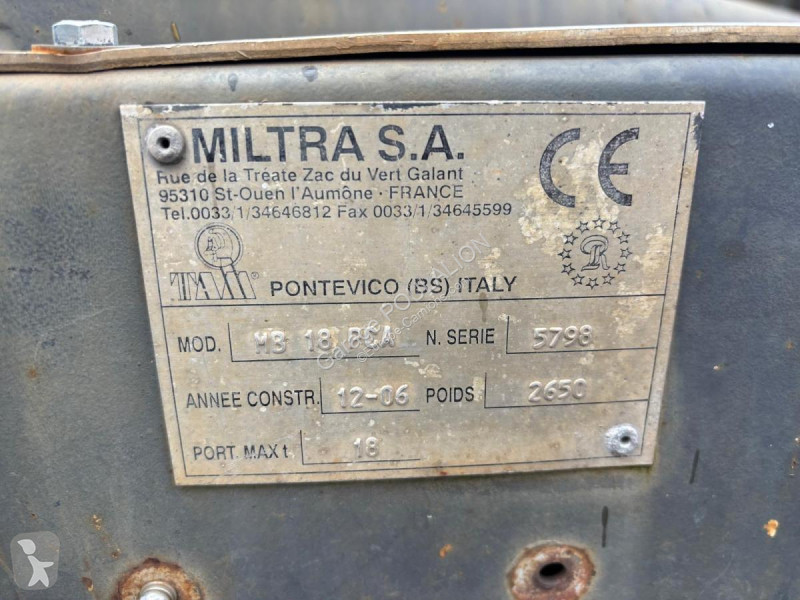 MILTRA S.A.
Rue de la Tréate Zac du Vert Galant
95310 St-Ouen l'Aumône · FRANCE
Tel.0033/1/34646812 Fax 0033/1/34645599
CE
TAM PONTEVICO (BS) ITALY
MOD. MB 18 BCA N. SERIE 5798
ANNEE CONSTR. 12-06 POIDS 2650
PORT. MAX t 18